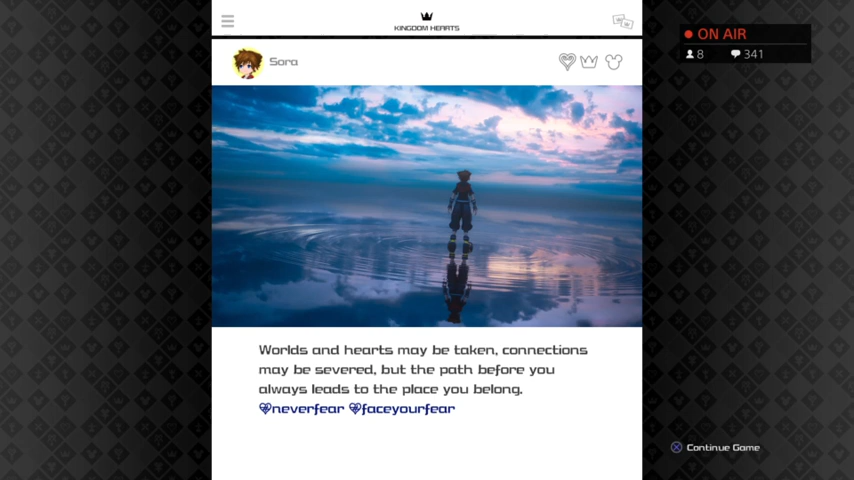 KINGDOM HEARTS
ON AIR
8 341
Sora
Worlds and hearts may be taken, connections
may be severed, but the path before you
always leads to the place you belong.
neverfear faceyourfear
Continue Game